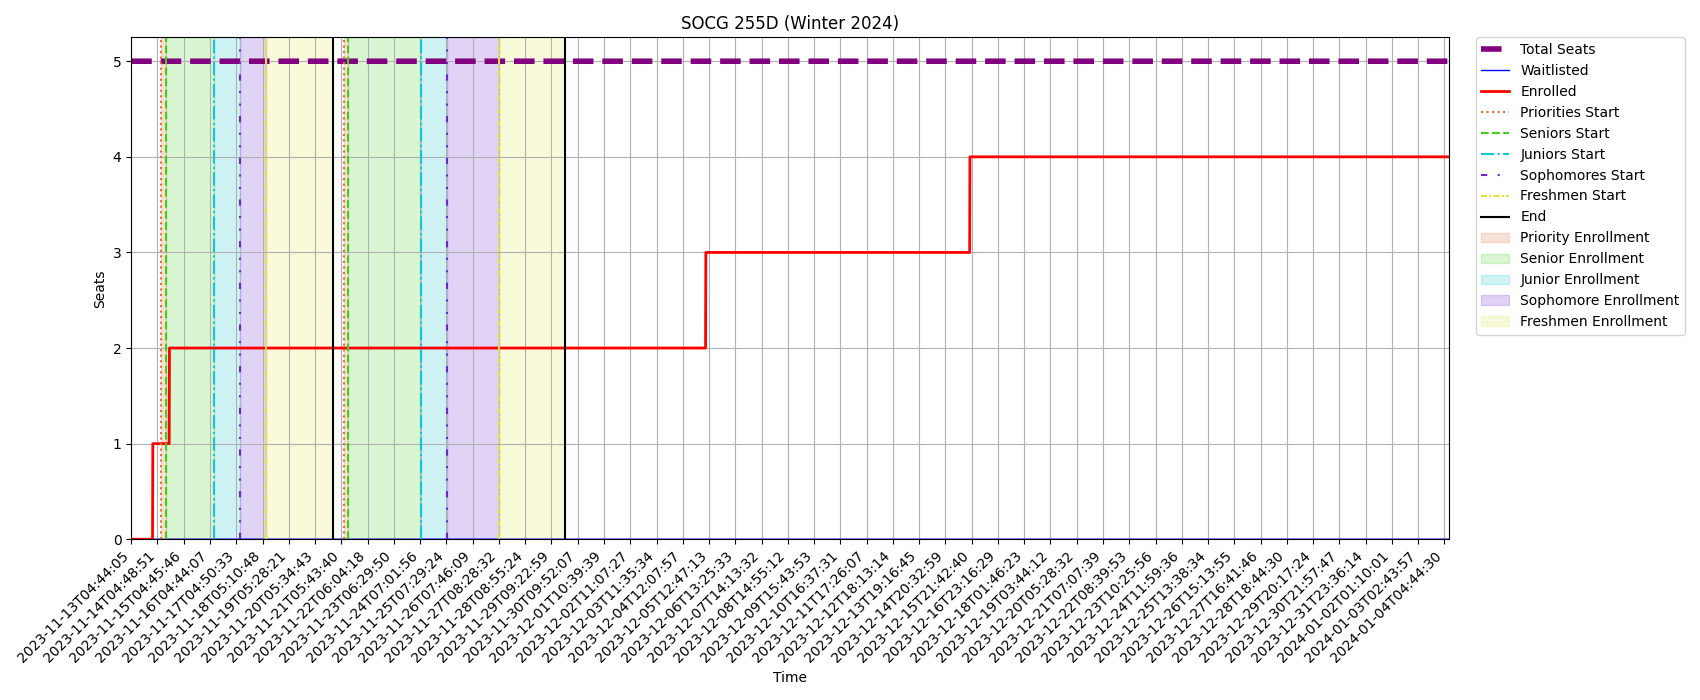 SOCG 255D (Winter 2024)
Seats
5
4
3
2
1
0
2023-11-13T04:44:05
2023-11-14T04:48:51
2023-11-15T04:45:46
2023-11-16T04:44:07
2023-11-17T04:50:33
2023-11-18T05:10:48
2023-11-19T05:28:21
2023-11-20T05:34:43
2023-11-21T05:43:40
2023-11-22T06:04:18
2023-11-23T06:29:50
2023-11-24T07:01:56
2023-11-25T07:29:24
2023-11-26T07:46:09
2023-11-27T08:28:32
2023-11-28T08:55:24
2023-11-29T09:22:59
2023-11-30T09:52:07
2023-12-01T10:39:39
2023-12-02T11:07:27
2023-12-03T11:35:34
2023-12-04T12:07:57
2023-12-05T12:47:13
2023-12-06T13:25:33
2023-12-07T14:13:32
2023-12-08T14:55:12
2023-12-09T15:43:53
2023-12-10T16:37:31
2023-12-11T17:26:07
2023-12-12T18:13:14
2023-12-13T19:16:45
2023-12-14T20:32:59
2023-12-15T21:42:40
2023-12-16T23:16:29
2023-12-18T01:46:23
2023-12-19T03:44:12
2023-12-20T05:28:32
2023-12-21T07:07:39
2023-12-22T08:39:53
2023-12-23T10:25:56
2023-12-24T11:59:36
2023-12-25T13:38:34
2023-12-26T15:13:55
2023-12-27T16:41:46
2023-12-28T18:44:30
2023-12-29T20:17:24
2023-12-30T21:57:47
2023-12-31T23:36:14
2024-01-02T01:10:01
2024-01-03T02:43:57
2024-01-04T04:44:30
Time
Total Seats
Waitlisted
Enrolled
Priorities Start
Seniors Start
Juniors Start
Sophomores Start
Freshmen Start
End
Priority Enrollment
Senior Enrollment
Junior Enrollment
Sophomore Enrollment
Freshmen Enrollment